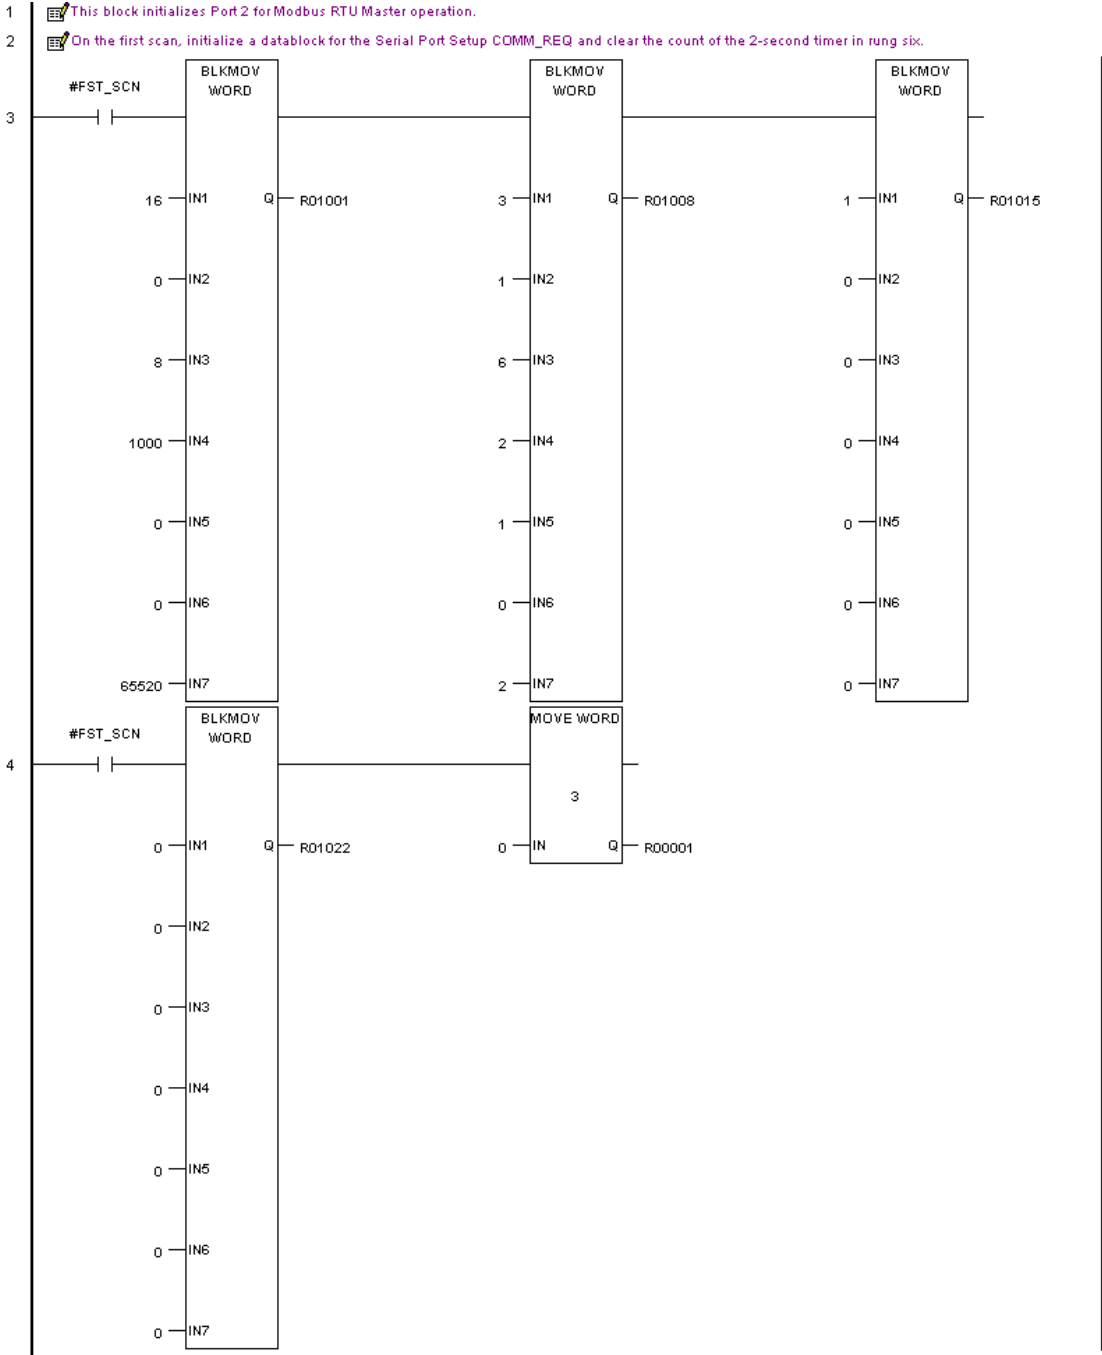 1 This block initializes Port 2 for Modbus RTU Master operation.
2 On the first scan, initialize a datablock for the Serial Port Setup COMM_REQ and clear the count of the 2-second timer in rung six.
#FST_SCN BLKMOV WORD BLKMOV WORD BLKMOV WORD
3
16 IN1 Q R01001 3 IN1 Q R01008 1 IN1 Q R01015
0 IN2 1 IN2 0 IN2
8 IN3 6 IN3 0 IN3
1000 IN4 2 IN4 0 IN4
0 IN5 1 IN5 0 IN5
0 IN6 0 IN6 0 IN6
65520 IN7 2 IN7 0 IN7
#FST_SCN BLKMOV WORD MOVE WORD
4
3
0 IN1 Q R01022 0 IN Q R00001
0 IN2
0 IN3
0 IN4
0 IN5
0 IN6
0 IN7